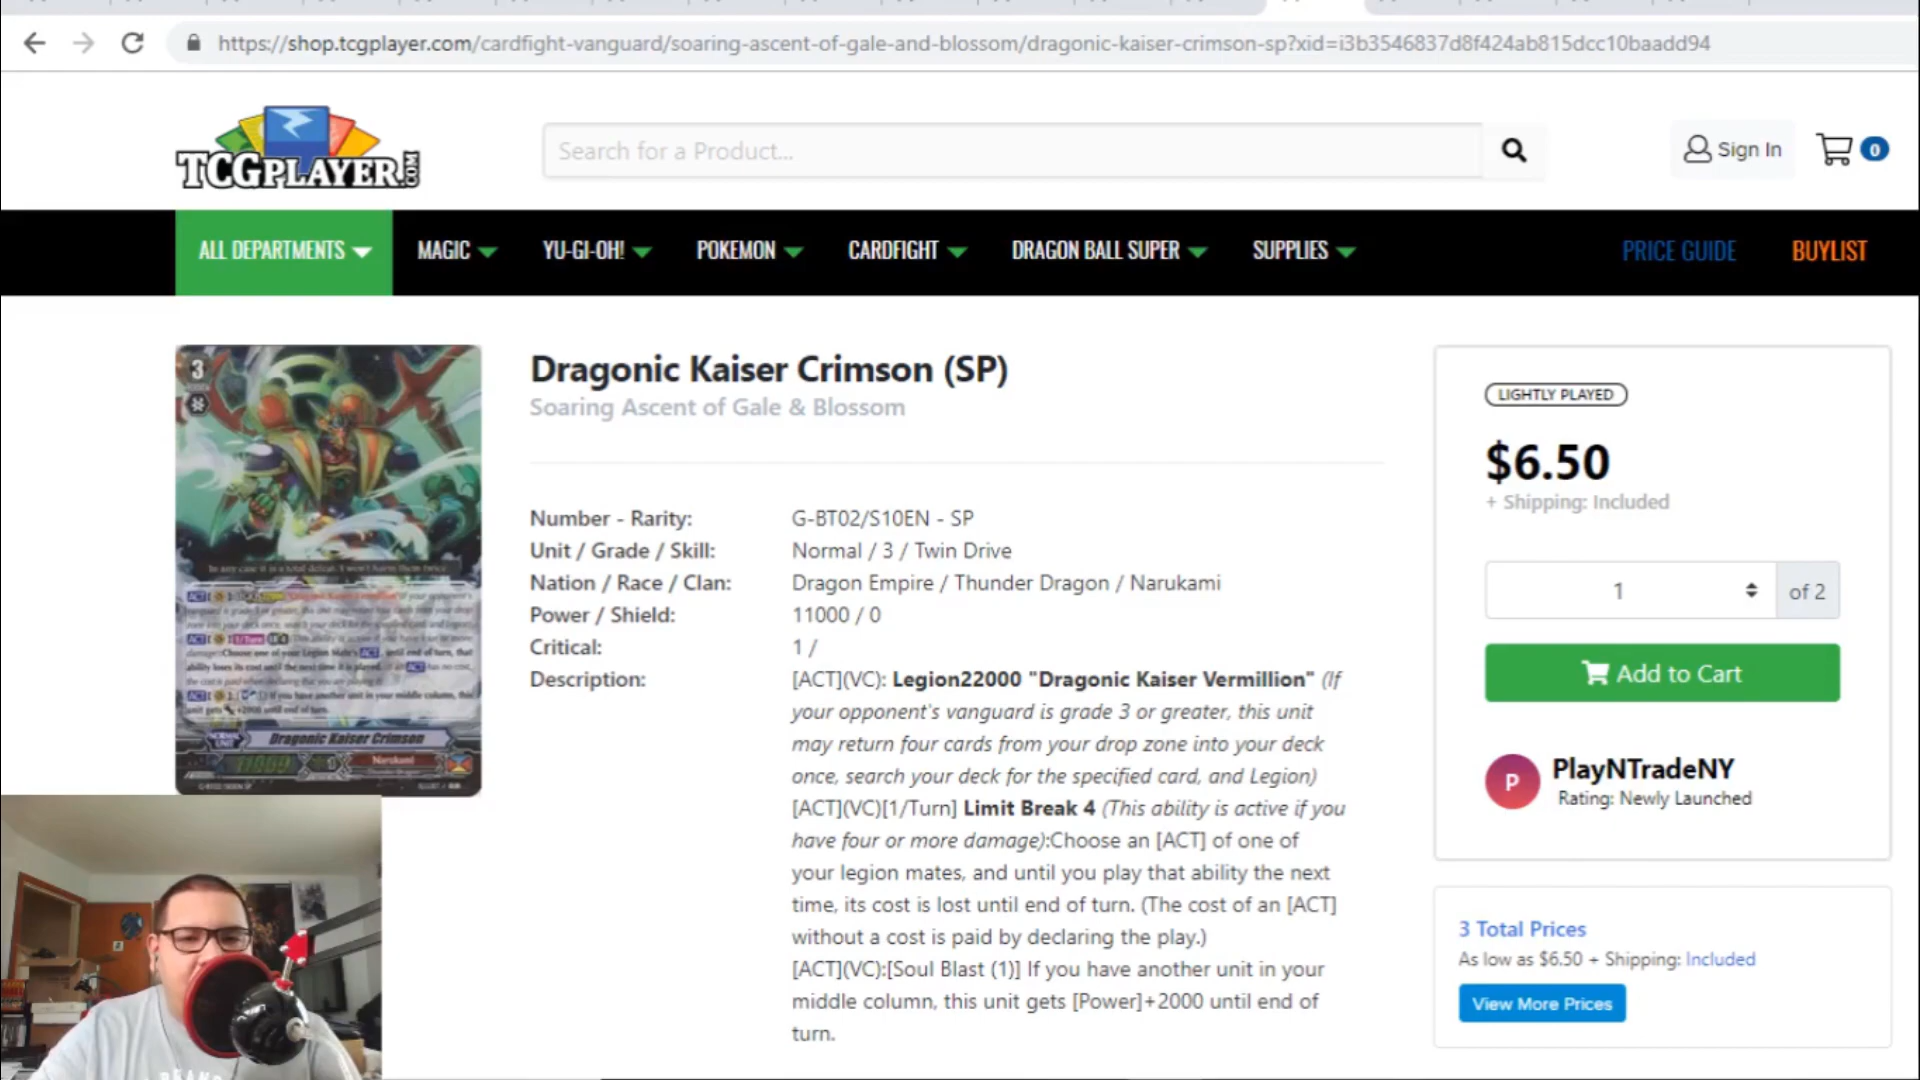 https://shop.tcgplayer.com/cardfight-vanguard/soaring-ascent-of-gale-and-blossom/dragonic-kaiser-crimson-sp?xid=i3b3546837d8f424ab815dcc10baadd94
TCGPLAYER.COM
Search for a Product...
Sign In
0
ALL DEPARTMENTS
MAGIC
YU-GI-OH!
POKEMON
CARDFIGHT
DRAGON BALL SUPER
SUPPLIES
PRICE GUIDE
BUYLIST
3
Dragonic Kaiser Crimson
Narukami
Dragonic Kaiser Crimson (SP)
Soaring Ascent of Gale & Blossom
Number - Rarity: G-BT02/S10EN - SP
Unit / Grade / Skill: Normal / 3 / Twin Drive
Nation / Race / Clan: Dragon Empire / Thunder Dragon / Narukami
Power / Shield: 11000 / 0
Critical: 1 /
Description: [ACT](VC): Legion22000 "Dragonic Kaiser Vermillion" (If
your opponent's vanguard is grade 3 or greater, this unit
may return four cards from your drop zone into your deck
once, search your deck for the specified card, and Legion)
[ACT](VC)[1/Turn] Limit Break 4 (This ability is active if you
have four or more damage):Choose an [ACT] of one of
your legion mates, and until you play that ability the next
time, its cost is lost until end of turn. (The cost of an [ACT]
without a cost is paid by declaring the play.)
[ACT](VC):[Soul Blast (1)] If you have another unit in your
middle column, this unit gets [Power]+2000 until end of
turn.
LIGHTLY PLAYED
$6.50
+ Shipping: Included
1 of 2
Add to Cart
P
PlayNTradeNY
Rating: Newly Launched
3 Total Prices
As low as $6.50 + Shipping: Included
View More Prices